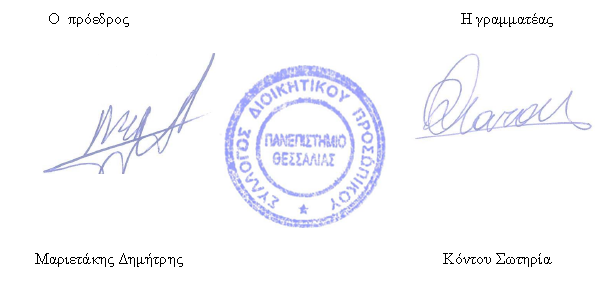 Ο πρόεδρος
Η γραμματέας
ΣΥΛΛΟΓΟΣ ΔΙΟΙΚΗΤΙΚΟΥ ΠΡΟΣΩΠΙΚΟΥ
ΠΑΝΕΠΙΣΤΗΜΙΟ
ΘΕΣΣΑΛΙΑΣ
Μαριετάκης Δημήτρης
Κόντου Σωτηρία